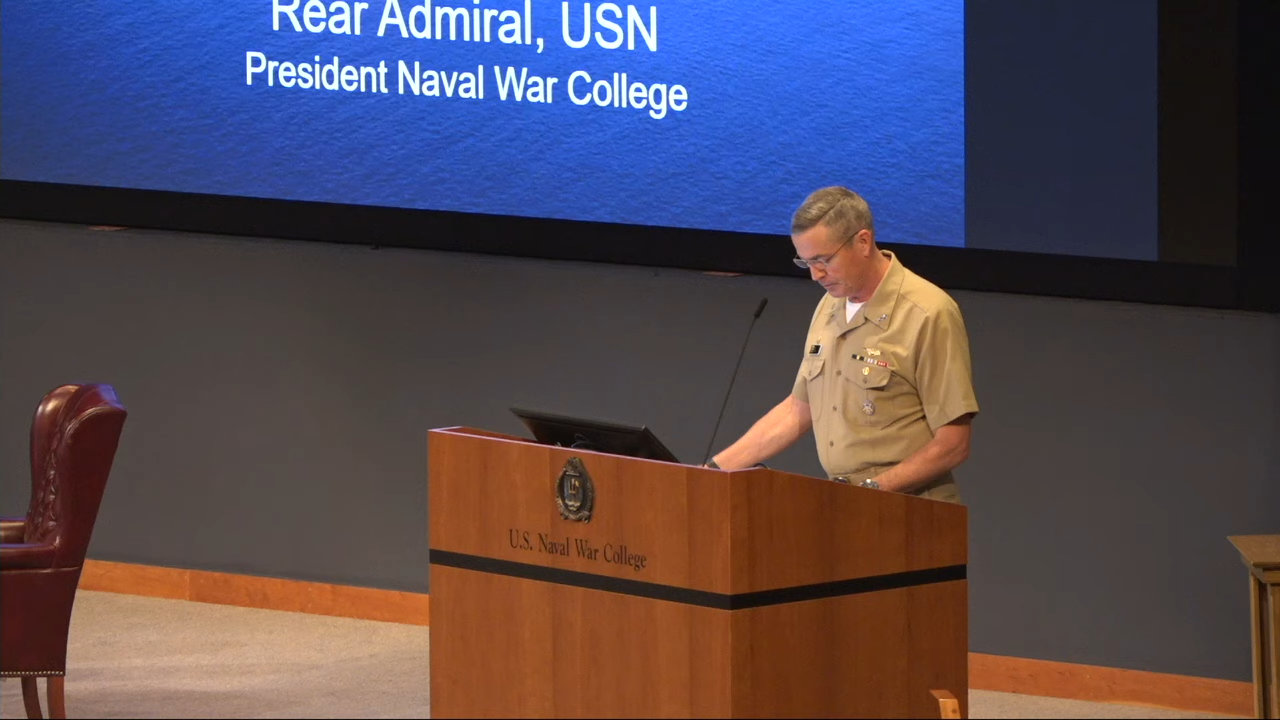 Rear Admiral, USN
President Naval War College
U.S. Naval War College